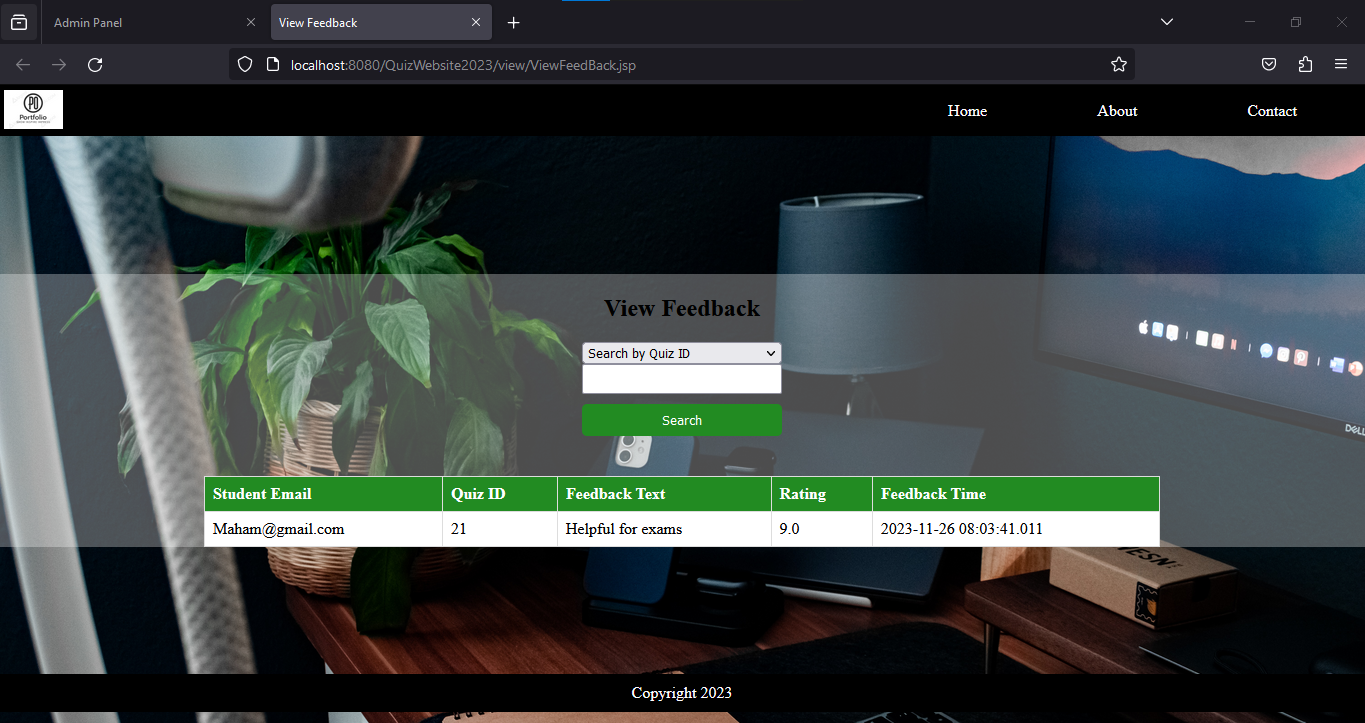 Admin Panel
View Feedback
localhost:8080/QuizWebsite2023/view/ViewFeedBack.jsp
PO
Portfolio
Home About Contact
View Feedback
Search by Quiz ID
Search
DELL
Student Email Quiz ID Feedback Text Rating Feedback Time
Maham@gmail.com 21 Helpful for exams 9.0 2023-11-26 08:03:41.011
Copyright 2023